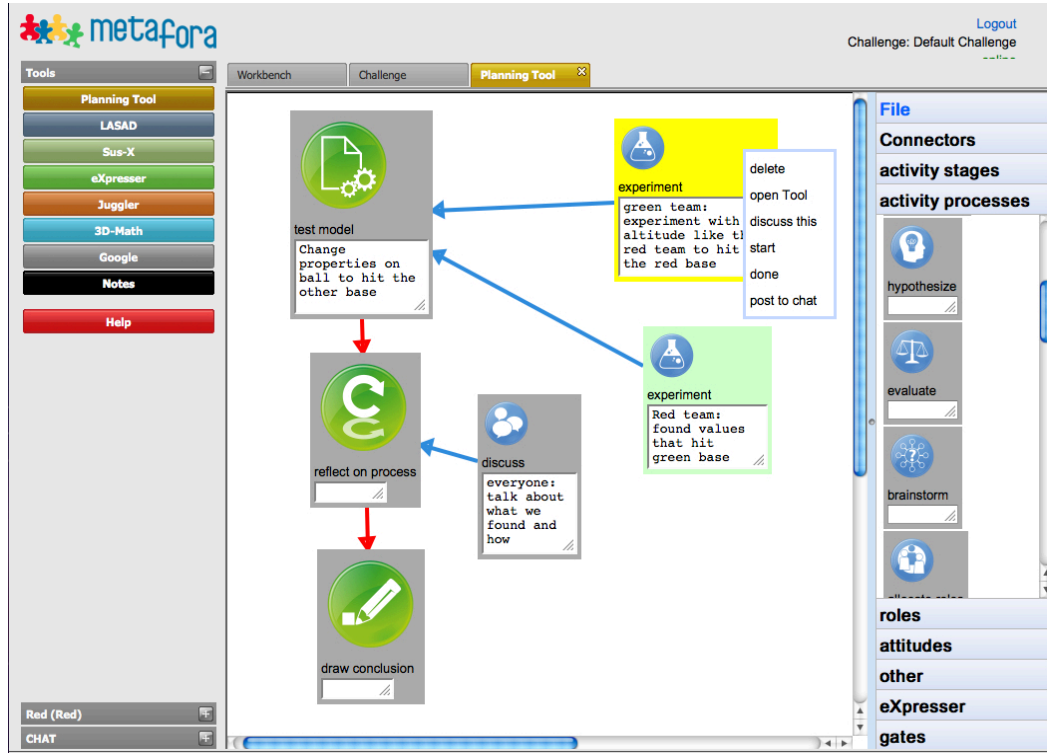 metafora
Logout
Challenge: Default Challenge
online
Tools
Planning Tool
LASAD
Sus-X
eXpresser
Juggler
3D-Math
Google
Notes
Help
Red (Red)
CHAT
Workbench
Challenge
Planning Tool
test model
Change
properties on
ball to hit the
other base
experiment
green team:
experiment with
altitude like
red team to hit
the red base
delete
open Tool
discuss this
start
done
post to chat
experiment
Red team:
found values
that hit
green base
reflect on process
discuss
everyone:
talk about
what we
found and
how
draw conclusion
File
Connectors
activity stages
activity processes
hypothesize
evaluate
brainstorm
allocate roles
roles
attitudes
other
eXpresser
gates